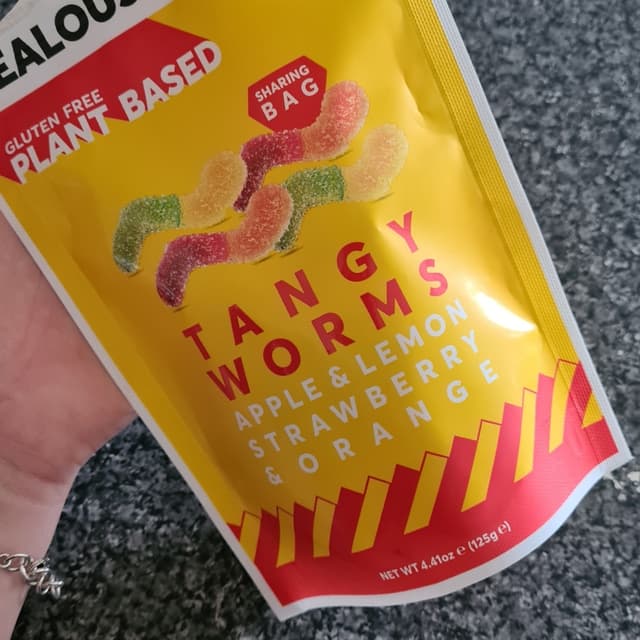 EALOUS
GLUTEN FREE
PLANT BASED
SHARING
BAG
TANGY
WORMS
APPLE & LEMON
STRAWBERRY
& ORANGE
NET WT 4.41oz e (125g e)